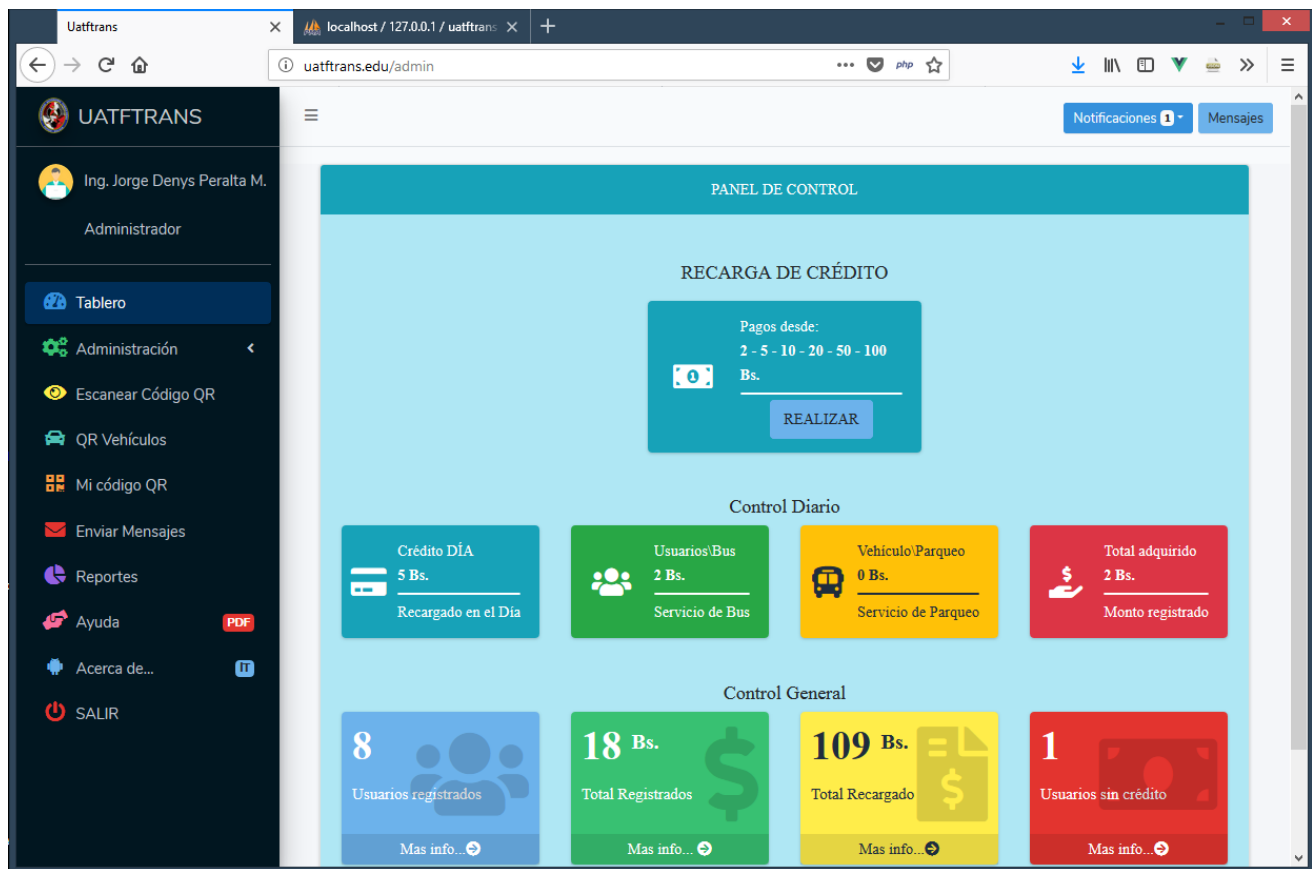 Uatftrans
localhost / 127.0.0.1 / uatftrans
uatftrans.edu/admin
php
UATFTRANS
Notificaciones 1
Mensajes
Ing. Jorge Denys Peralta M.
Administrador
Tablero
Administración
Escanear Código QR
QR Vehículos
Mi código QR
Enviar Mensajes
Reportes
Ayuda PDF
Acerca de... IT
SALIR
PANEL DE CONTROL
RECARGA DE CRÉDITO
Pagos desde:
2 - 5 - 10 - 20 - 50 - 100
Bs.
REALIZAR
Control Diario
Crédito DÍA
5 Bs.
Recargado en el Día
Usuarios\Bus
2 Bs.
Servicio de Bus
Vehículo\Parqueo
0 Bs.
Servicio de Parqueo
Total adquirido
2 Bs.
Monto registrado
Control General
8
Usuarios registrados
Mas info...
18 Bs.
Total Registrados
Mas info...
109 Bs.
Total Recargado
Mas info...
1
Usuarios sin crédito
Mas info...